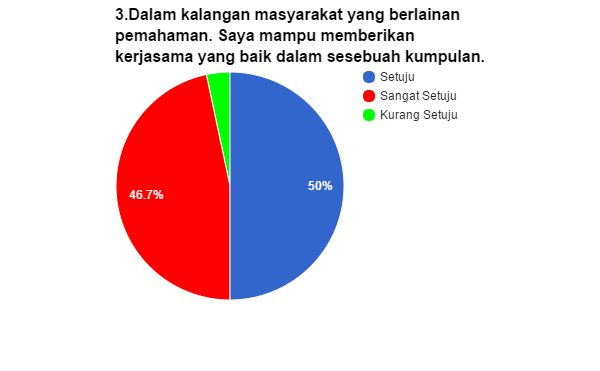 3.Dalam kalangan masyarakat yang berlainan
pemahaman. Saya mampu memberikan
kerjasama yang baik dalam sesebuah kumpulan.
Setuju
Sangat Setuju
Kurang Setuju
46.7%
50%